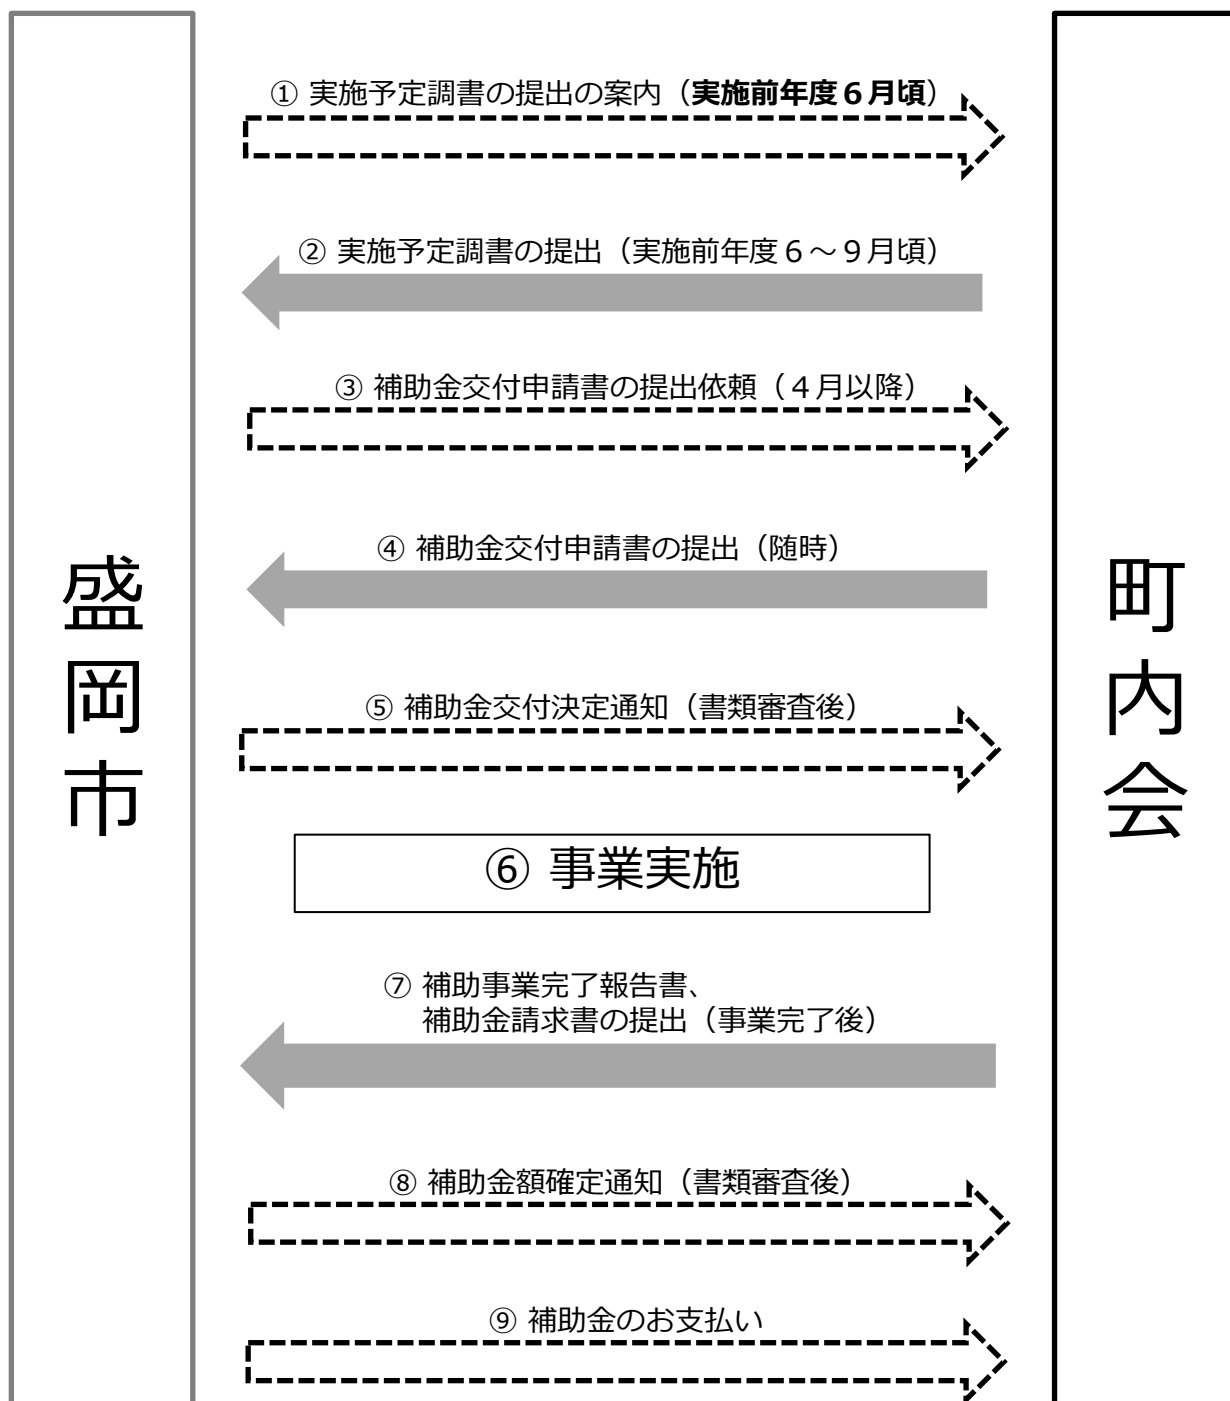 ① 実施予定調書の提出の案内（実施前年度６月頃）
② 実施予定調書の提出（実施前年度６～９月頃）
③ 補助金交付申請書の提出依頼（４月以降）
④ 補助金交付申請書の提出（随時）
盛岡市
町内会
⑤ 補助金交付決定通知（書類審査後）
⑥ 事業実施
⑦ 補助事業完了報告書、
補助金請求書の提出（事業完了後）
⑧ 補助金額確定通知（書類審査後）
⑨ 補助金のお支払い